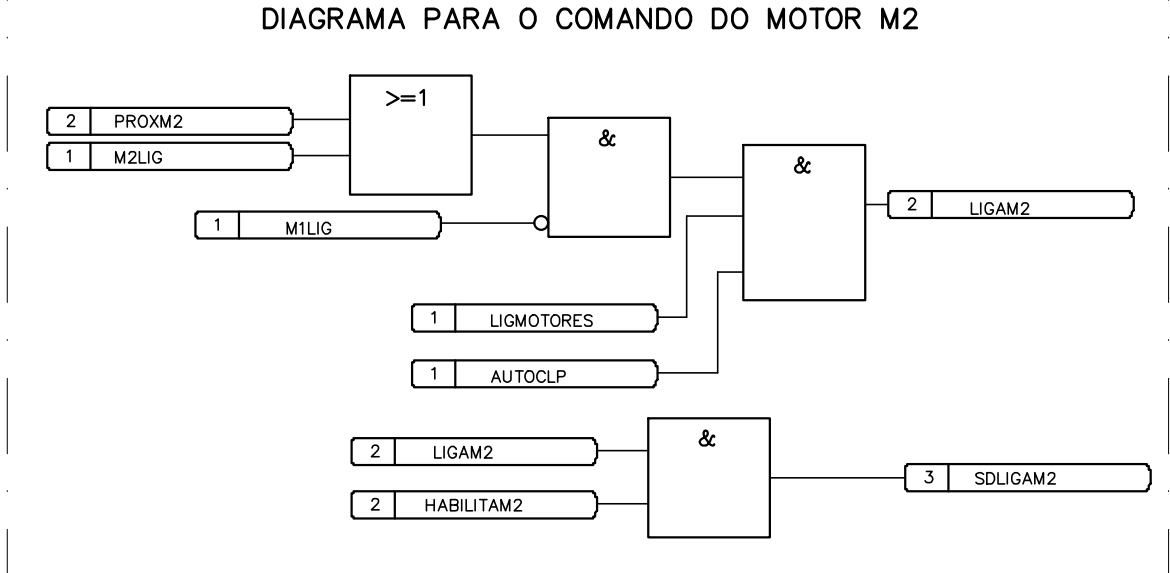 DIAGRAMA PARA O COMANDO DO MOTOR M2
>=1
2 PROXM2
1 M2LIG
&
&
1 M1LIG
2 LIGAM2
1 LIGMOTORES
1 AUTOCLP
&
2 LIGAM2
3 SDLIGAM2
2 HABILITAM2